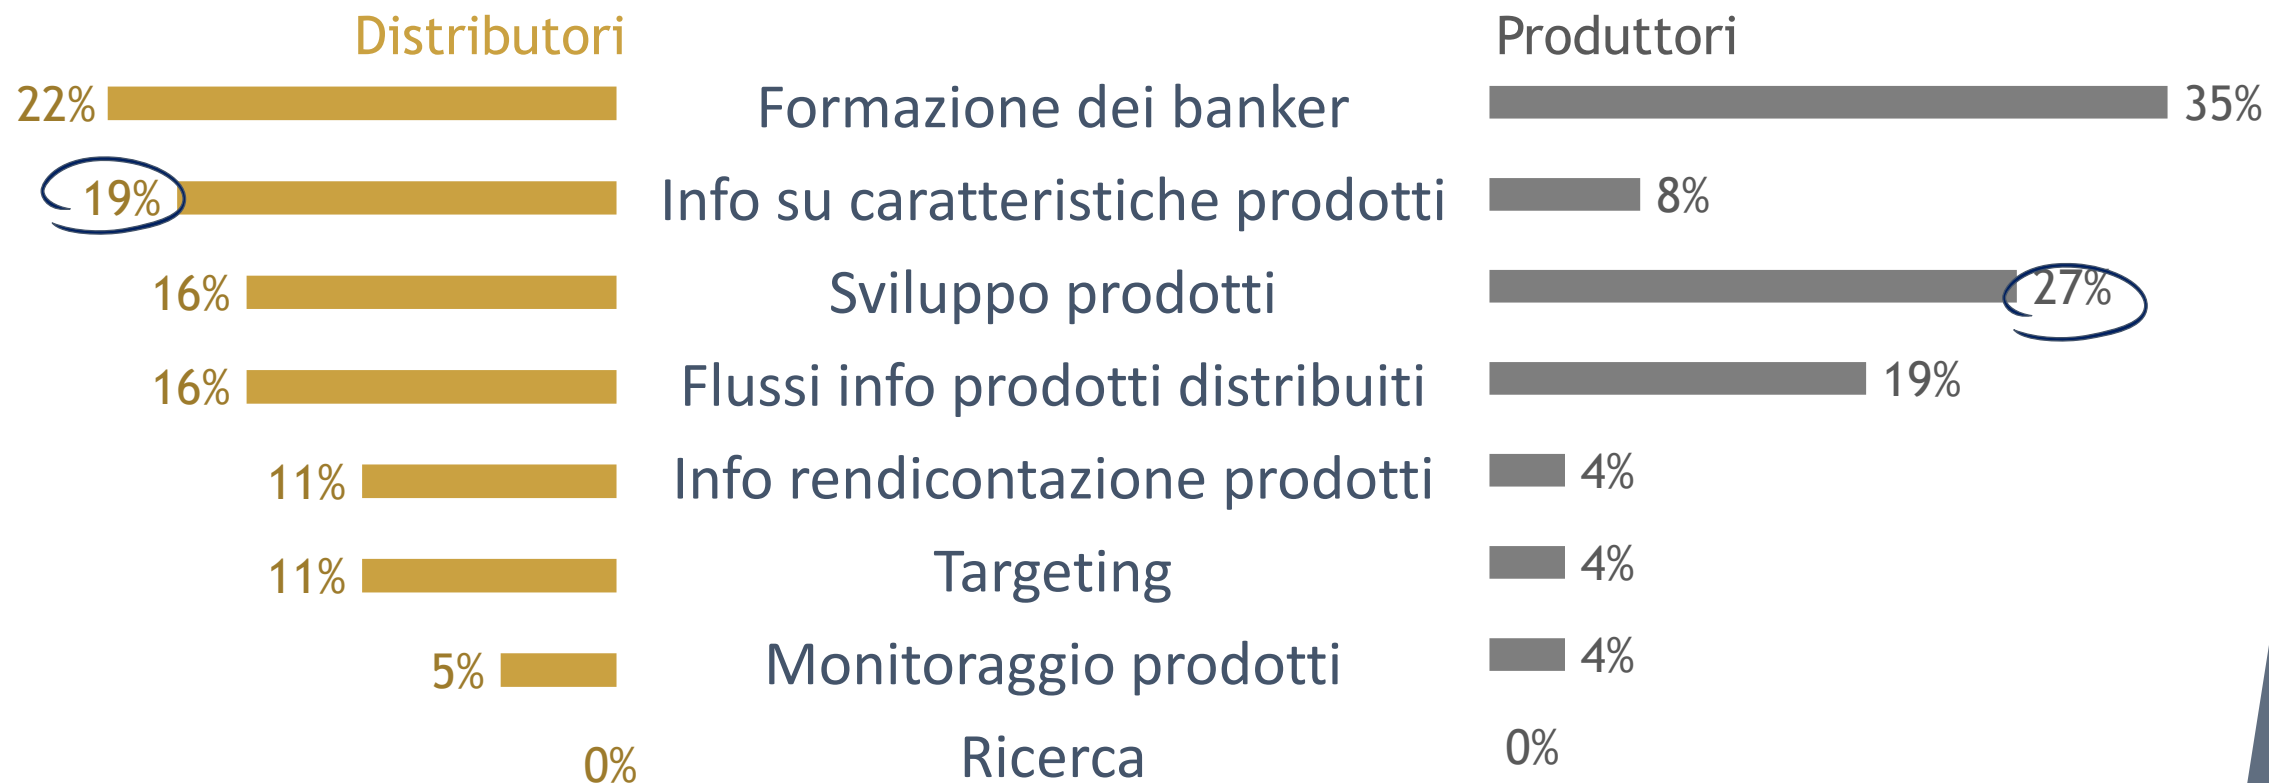 Distributori Produttori
22% Formazione dei banker 35%
19% Info su caratteristiche prodotti 8%
16% Sviluppo prodotti 27%
16% Flussi info prodotti distribuiti 19%
11% Info rendicontazione prodotti 4%
11% Targeting 4%
5% Monitoraggio prodotti 4%
0% Ricerca 0%